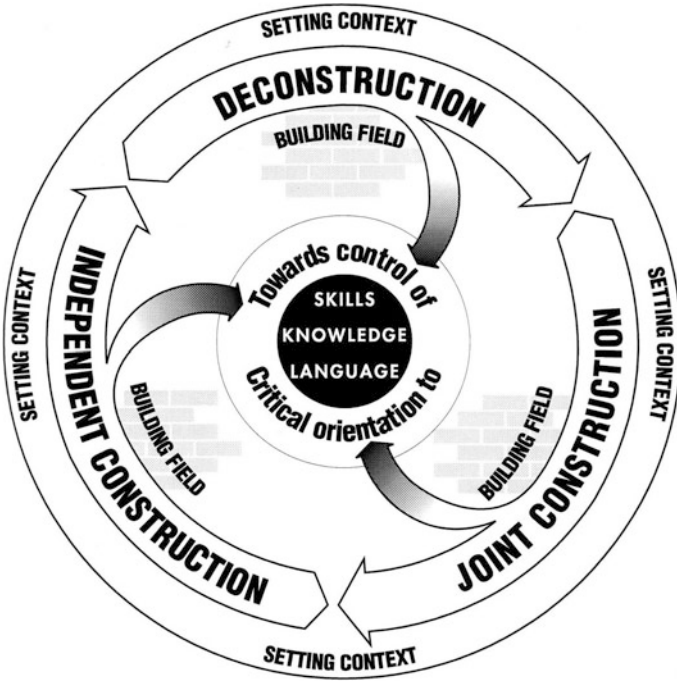 SETTING CONTEXT
DECONSTRUCTION
BUILDING FIELD
SETTING CONTEXT
JOINT CONSTRUCTION
BUILDING FIELD
SETTING CONTEXT
INDEPENDENT CONSTRUCTION
BUILDING FIELD
SETTING CONTEXT
Towards control of
SKILLS
KNOWLEDGE
LANGUAGE
Critical orientation to